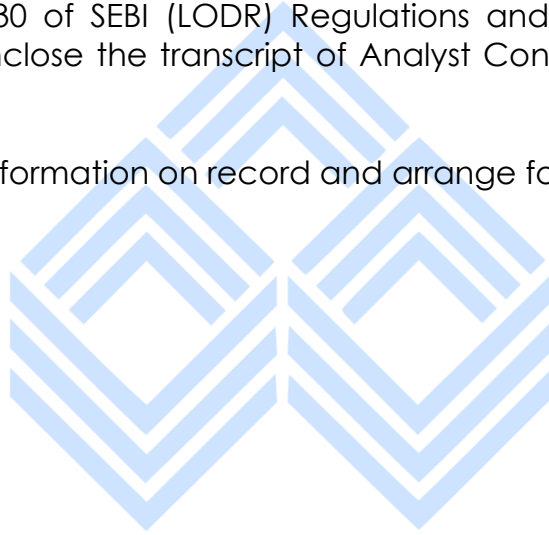 30 of SEBI (LODR) Regulations and
nclose the transcript of Analyst Con
formation on record and arrange fo